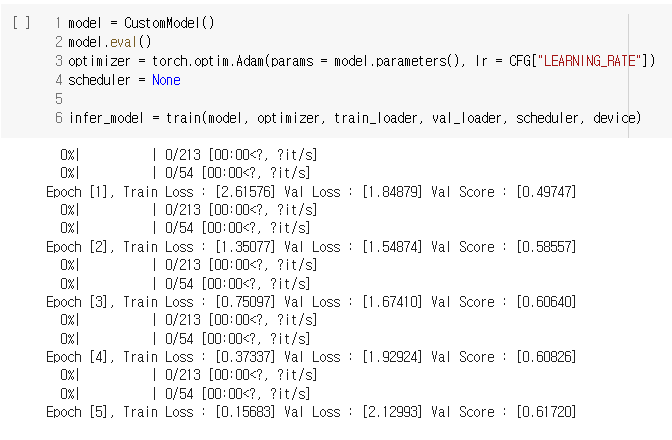 [ ] 1 model = CustomModel()
2 model.eval()
3 optimizer = torch.optim.Adam(params = model.parameters(), lr = CFG["LEARNING_RATE"])
4 scheduler = None
5
6 infer_model = train(model, optimizer, train_loader, val_loader, scheduler, device)
0%| | 0/213 [00:00<?, ?it/s]
0%| | 0/54 [00:00<?, ?it/s]
Epoch [1], Train Loss : [2.61576] Val Loss : [1.84879] Val Score : [0.49747]
0%| | 0/213 [00:00<?, ?it/s]
0%| | 0/54 [00:00<?, ?it/s]
Epoch [2], Train Loss : [1.35077] Val Loss : [1.54874] Val Score : [0.58557]
0%| | 0/213 [00:00<?, ?it/s]
0%| | 0/54 [00:00<?, ?it/s]
Epoch [3], Train Loss : [0.75097] Val Loss : [1.67410] Val Score : [0.60640]
0%| | 0/213 [00:00<?, ?it/s]
0%| | 0/54 [00:00<?, ?it/s]
Epoch [4], Train Loss : [0.37337] Val Loss : [1.92924] Val Score : [0.60826]
0%| | 0/213 [00:00<?, ?it/s]
0%| | 0/54 [00:00<?, ?it/s]
Epoch [5], Train Loss : [0.15683] Val Loss : [2.12993] Val Score : [0.61720]